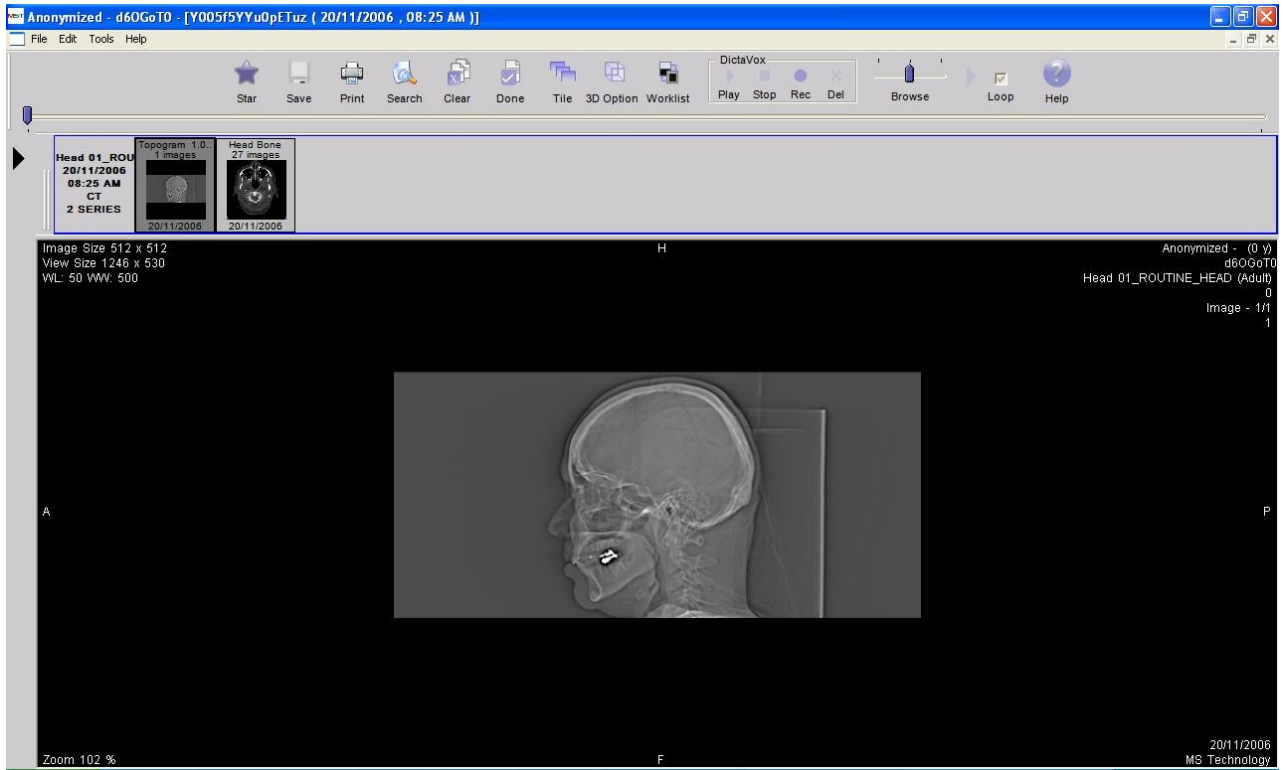 MST Anonymized - d6OGoT0 - [Y005f5YYu0pETuz ( 20/11/2006 , 08:25 AM )]
File Edit Tools Help
DictaVox
Star Save Print Search Clear Done Tile 3D Option Worklist Play Stop Rec Del Browse Loop Help
Head 01_ROU
20/11/2006
08:25 AM
CT
2 SERIES
Topogram 1.0..
1 images
20/11/2006
Head Bone
27 images
20/11/2006
Image Size 512 x 512
View Size 1246 x 530
WL: 50 WW: 500
H
Anonymized - (0 y)
d6OGoT0
Head 01_ROUTINE_HEAD (Adult)
0
Image - 1/1
1
A
P
Zoom 102 %
F
20/11/2006
MS Technology